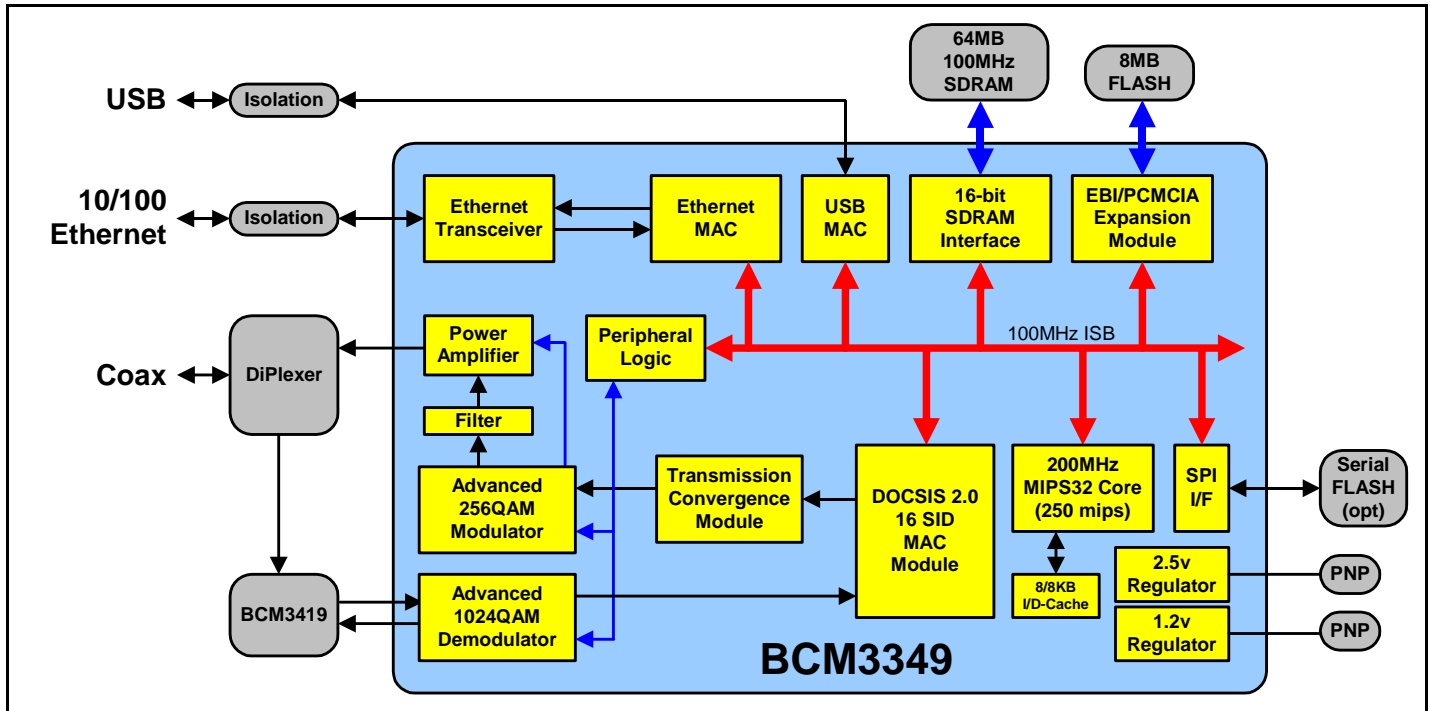 64MB
100MHz
SDRAM
8MB
FLASH
USB
Isolation
10/100
Ethernet
Isolation
Ethernet
Transceiver
Ethernet
MAC
USB
MAC
16-bit
SDRAM
Interface
EBI/PCMCIA
Expansion
Module
100MHz ISB
Coax
DiPlexer
Power
Amplifier
Peripheral
Logic
Filter
Advanced
256QAM
Modulator
Transmission
Convergence
Module
DOCSIS 2.0
16 SID
MAC
Module
200MHz
MIPS32 Core
(250 mips)
SPI
I/F
Serial
FLASH
(opt)
BCM3419
Advanced
1024QAM
Demodulator
8/8KB
I/D-Cache
2.5v
Regulator
PNP
1.2v
Regulator
PNP
BCM3349